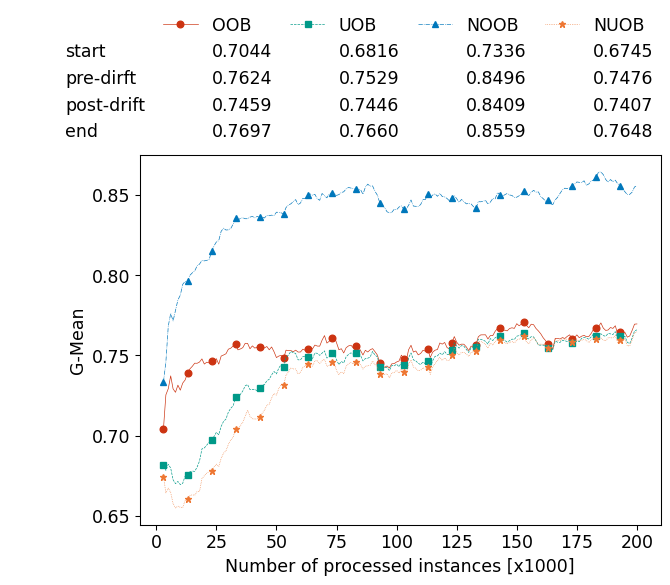 OOB UOB NOOB NUOB
start 0.7044 0.6816 0.7336 0.6745
pre-dirft 0.7624 0.7529 0.8496 0.7476
post-drift 0.7459 0.7446 0.8409 0.7407
end 0.7697 0.7660 0.8559 0.7648
0.85
0.80
0.75
0.70
0.65
G-Mean
0 25 50 75 100 125 150 175 200
Number of processed instances [x1000]